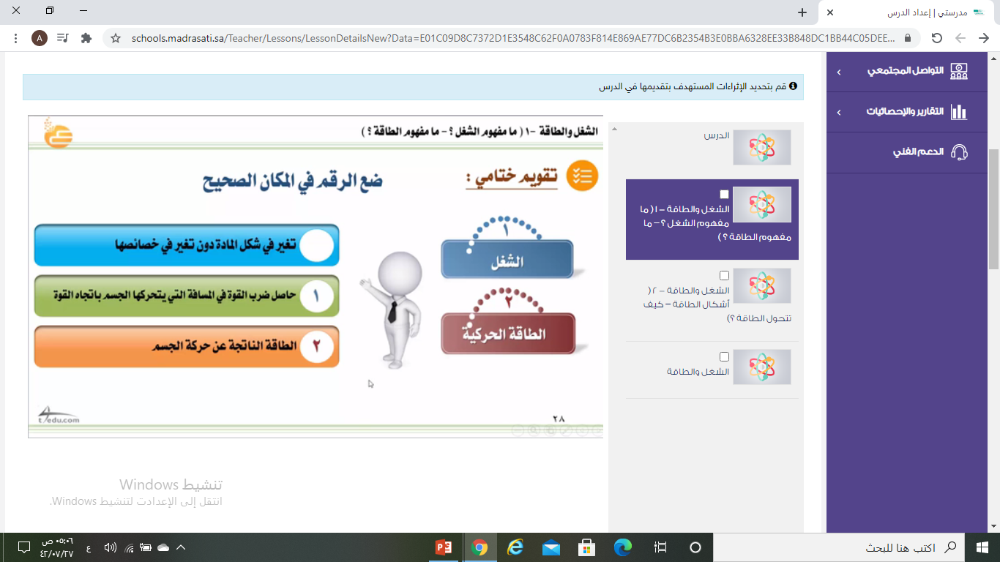 مدرستي | إعداد الدرس
schools.madrasati.sa/Teacher/Lessons/LessonDetailsNew?Data=E01C09D8C7372D1E3548C62F0A0783F814E869AE77DC6B2354B3E0BBA6328EE33B848DC1BB44C05DEE...
A
التواصل المجتمعي
التقارير والإحصائيات
الدعم الفني
قم بتحديد الإثراءات المستهدف بتقديمها في الدرس
الدرس
الشغل والطاقة -١( ما
مفهوم الشغل ؟ – ما
مفهوم الطاقة ؟ )
الشغل والطاقة - ٢(
أشكال الطاقة – كيف
تتحول الطاقة ؟)
الشغل والطاقة
الشغل والطاقة -١ ( ما مفهوم الشغل ؟ - ما مفهوم الطاقة ؟ )
تقويم ختامي :
ضع الرقم في المكان الصحيح
١
الشغل
٢
الطاقة الحركية
تغير في شكل المادة دون تغير في خصائصها
١ حاصل ضرب القوة في المسافة التي يتحركها الجسم باتجاه القوة
٢ الطاقة الناتجة عن حركة الجسم
t4edu.com
٢٨
تنشيط Windows
انتقل إلى الإعدادت لتنشيط Windows.
اكتب هنا للبحث
ع
٠٥:٠٦ ص
٤٢/٠٧/٢٧